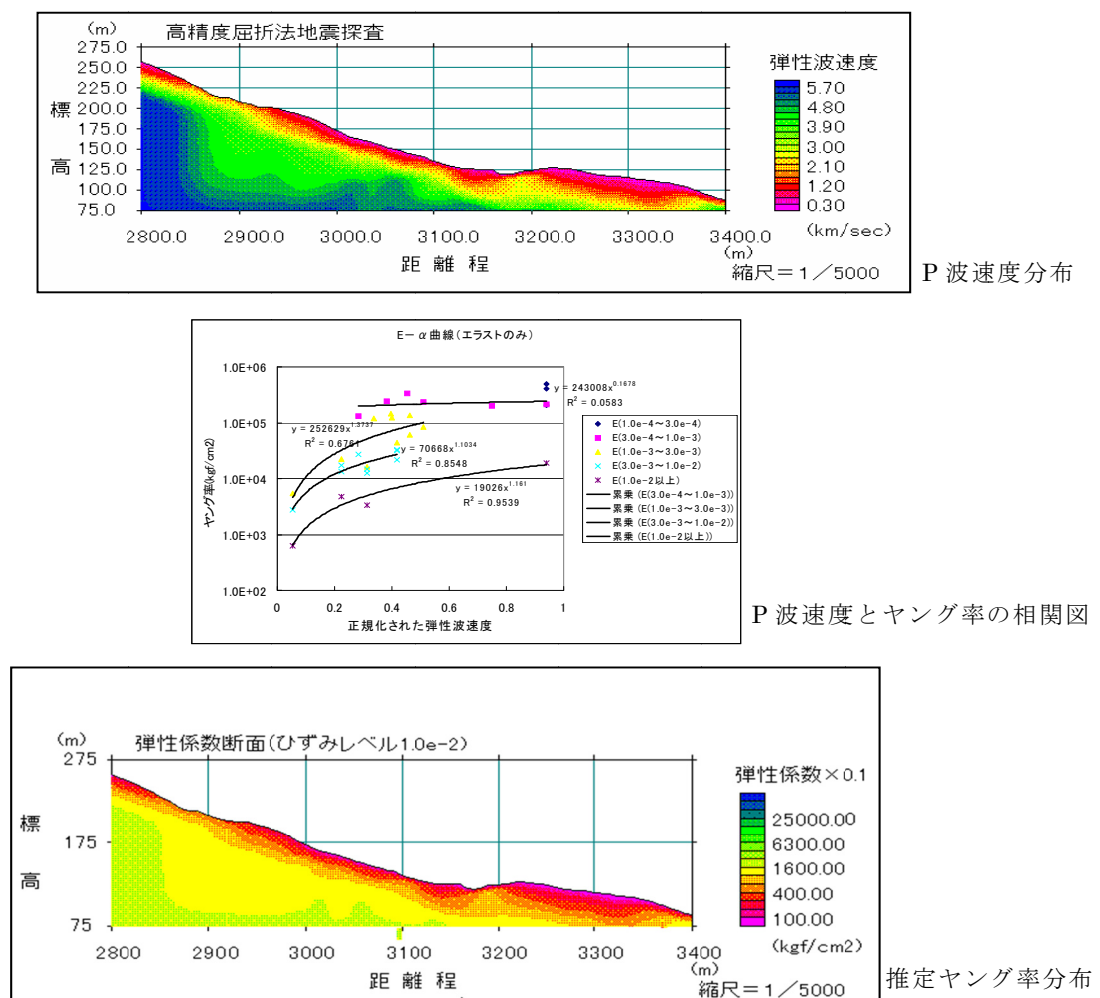 (m)
高精度屈折法地震探査
275.0
250.0
225.0
200.0
175.0
150.0
125.0
100.0
75.0
標
高
2800.0 2900.0 3000.0 3100.0 3200.0 3300.0 3400.0
(m)
距 離 程
縮尺=1/5000
弾性波速度
5.70
4.80
3.90
3.00
2.10
1.20
0.30
(km/sec)
P 波速度分布
E-α曲線(エラストのみ)
1.0E+06
1.0E+05
1.0E+04
1.0E+03
1.0E+02
ヤング率(kgf/cm2)
y = 243008x^0.1678
R² = 0.0583
y = 252629x^1.3737
R² = 0.6761
y = 70668x^1.1034
R² = 0.8548
y = 19026x^1.161
R² = 0.9539
0 0.2 0.4 0.6 0.8 1
正規化された弾性波速度
E(1.0e-4~3.0e-4)
E(3.0e-4~1.0e-3)
E(1.0e-3~3.0e-3)
E(3.0e-3~1.0e-2)
E(1.0e-2以上)
累乗 (E(3.0e-4~1.0e-3))
累乗 (E(1.0e-3~3.0e-3))
累乗 (E(3.0e-3~1.0e-2))
累乗 (E(1.0e-2以上))
P 波速度とヤング率の相関図
(m)
弾性係数断面(ひずみレベル1.0e-2)
275
175
75
標
高
2800 2900 3000 3100 3200 3300 3400
(m)
距 離 程
縮尺=1/5000
弾性係数×0.1
25000.00
6300.00
1600.00
400.00
100.00
(kgf/cm2)
推定ヤング率分布